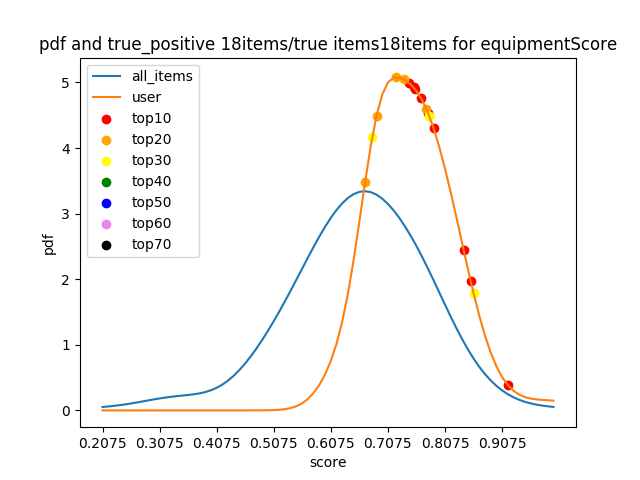 pdf and true_positive 18items/true items18items for equipmentScore
all_items
user
top10
top20
top30
top40
top50
top60
top70
pdf
5
4
3
2
1
0
0.2075 0.3075 0.4075 0.5075 0.6075 0.7075 0.8075 0.9075
score